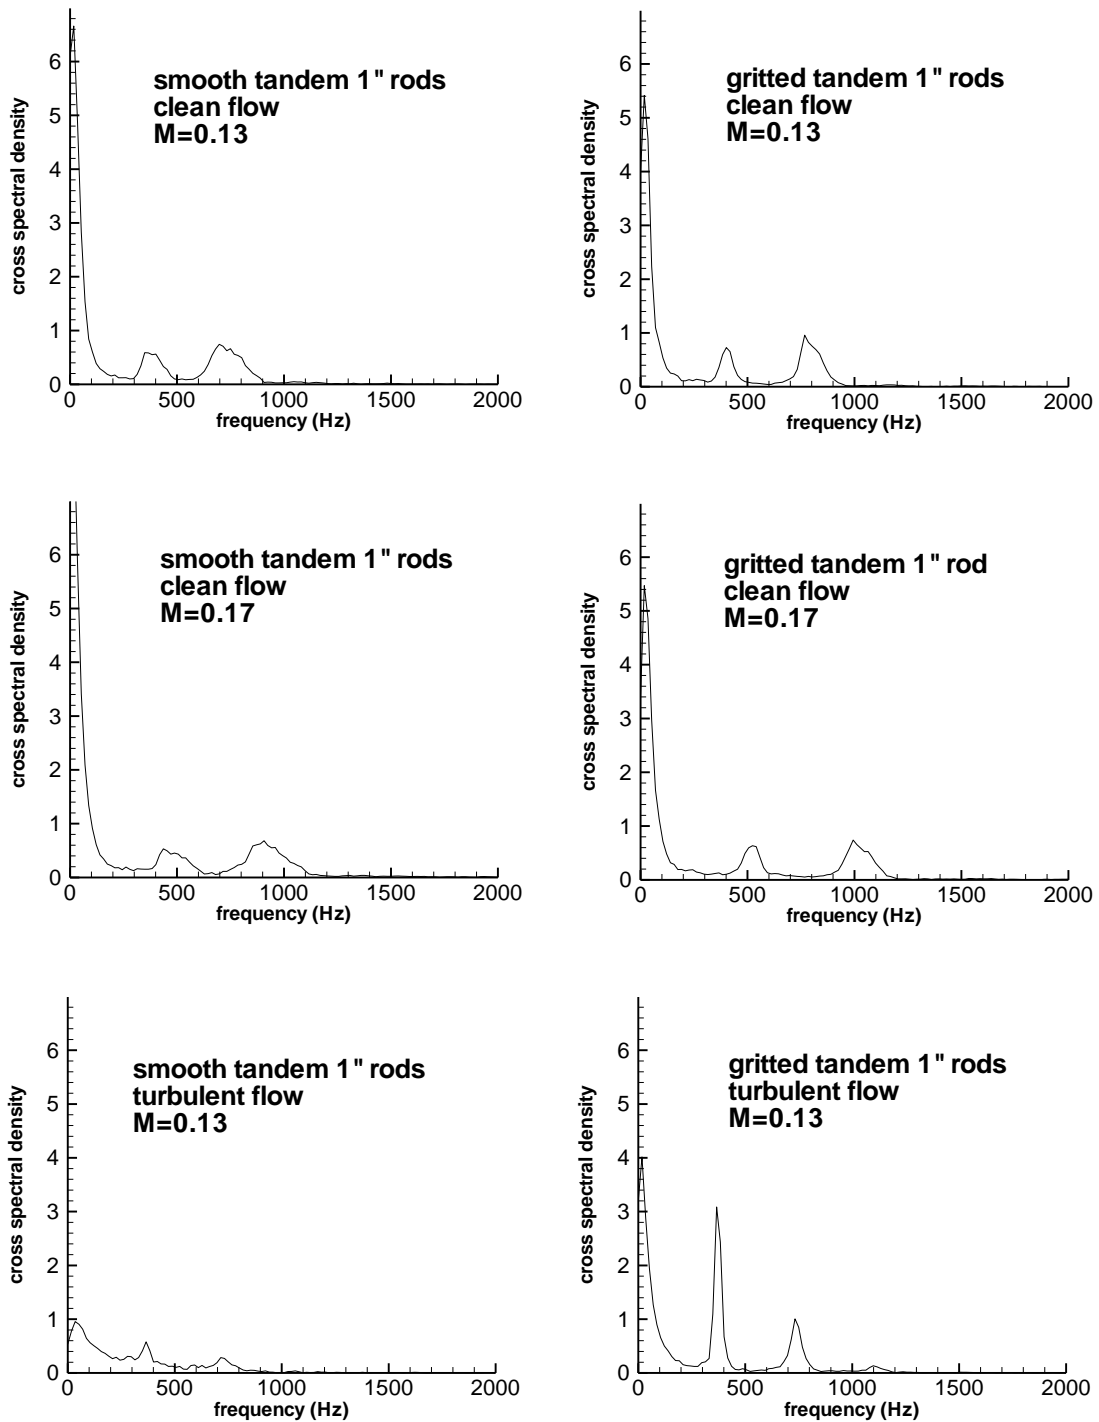 cross spectral density
6
5
4
3
2
1
0
smooth tandem 1" rods
clean flow
M=0.13
0 500 1000 1500 2000
frequency (Hz)
cross spectral density
6
5
4
3
2
1
0
gritted tandem 1" rods
clean flow
M=0.13
0 500 1000 1500 2000
frequency (Hz)
cross spectral density
6
5
4
3
2
1
0
smooth tandem 1" rods
clean flow
M=0.17
0 500 1000 1500 2000
frequency (Hz)
cross spectral density
6
5
4
3
2
1
0
gritted tandem 1" rod
clean flow
M=0.17
0 500 1000 1500 2000
frequency (Hz)
cross spectral density
6
5
4
3
2
1
0
smooth tandem 1" rods
turbulent flow
M=0.13
0 500 1000 1500 2000
frequency (Hz)
cross spectral density
6
5
4
3
2
1
0
gritted tandem 1" rods
turbulent flow
M=0.13
0 500 1000 1500 2000
frequency (Hz)